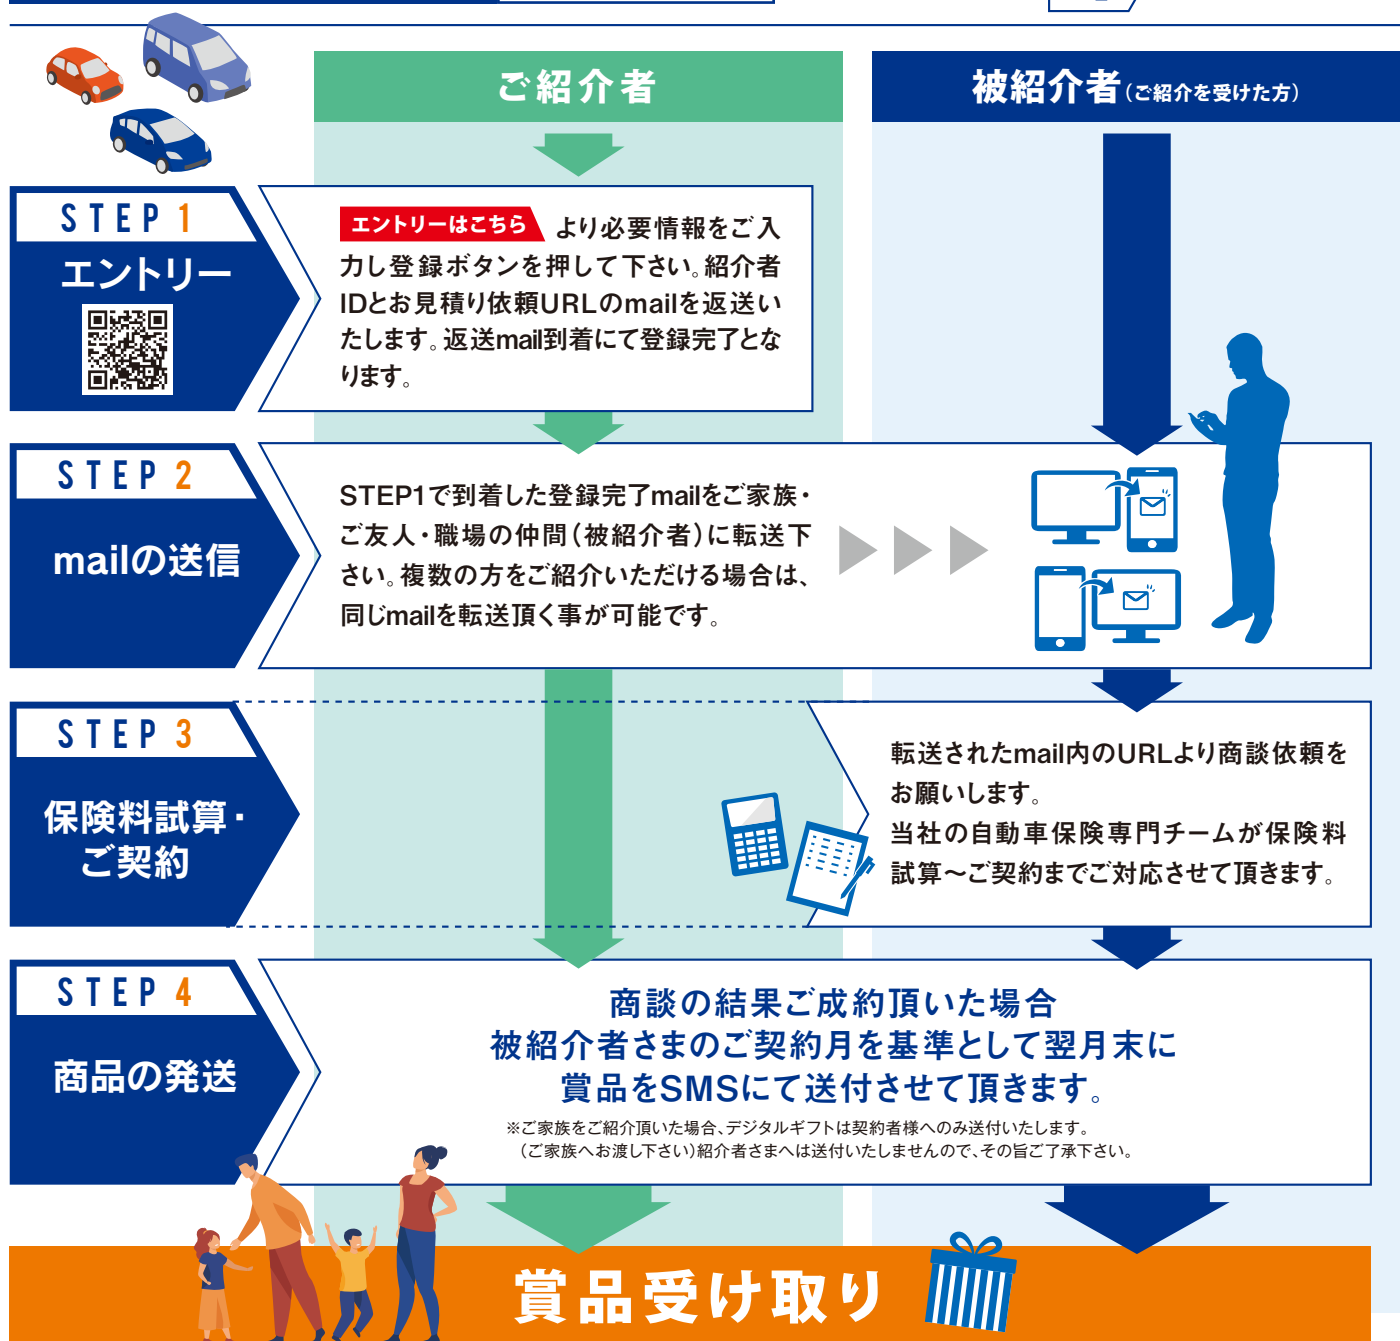 ご紹介者
被紹介者(ご紹介を受けた方)
STEP 1
エントリー
エントリーはこちら より必要情報をご入
力し登録ボタンを押して下さい。紹介者
IDとお見積り依頼URLのmailを返送い
たします。返送mail到着にて登録完了とな
ります。
STEP 2
mailの送信
STEP1で到着した登録完了mailをご家族・
ご友人・職場の仲間(被紹介者)に転送下
さい。複数の方をご紹介いただける場合は、
同じmailを転送頂く事が可能です。
STEP 3
保険料試算・
ご契約
転送されたmail内のURLより商談依頼を
お願いします。
当社の自動車保険専門チームが保険料
試算〜ご契約までご対応させて頂きます。
STEP 4
商品の発送
商談の結果ご成約頂いた場合
被紹介者さまのご契約月を基準として翌月末に
賞品をSMSにて送付させて頂きます。
※ご家族をご紹介頂いた場合、デジタルギフトは契約者様へのみ送付いたします。
(ご家族へお渡し下さい)紹介者さまへは送付いたしませんので、その旨ご了承下さい。
賞品受け取り